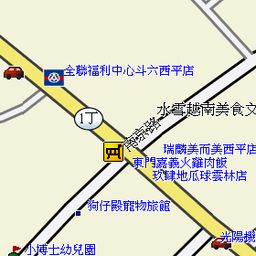 全聯福利中心斗六西平店
1丁
水雲越南美食文
南京路
瑞麟美而美西平店
東門嘉義火雞肉飯
玖肆地瓜球雲林店
狗仔殿寵物旅館
光陽機
小博士幼兒園